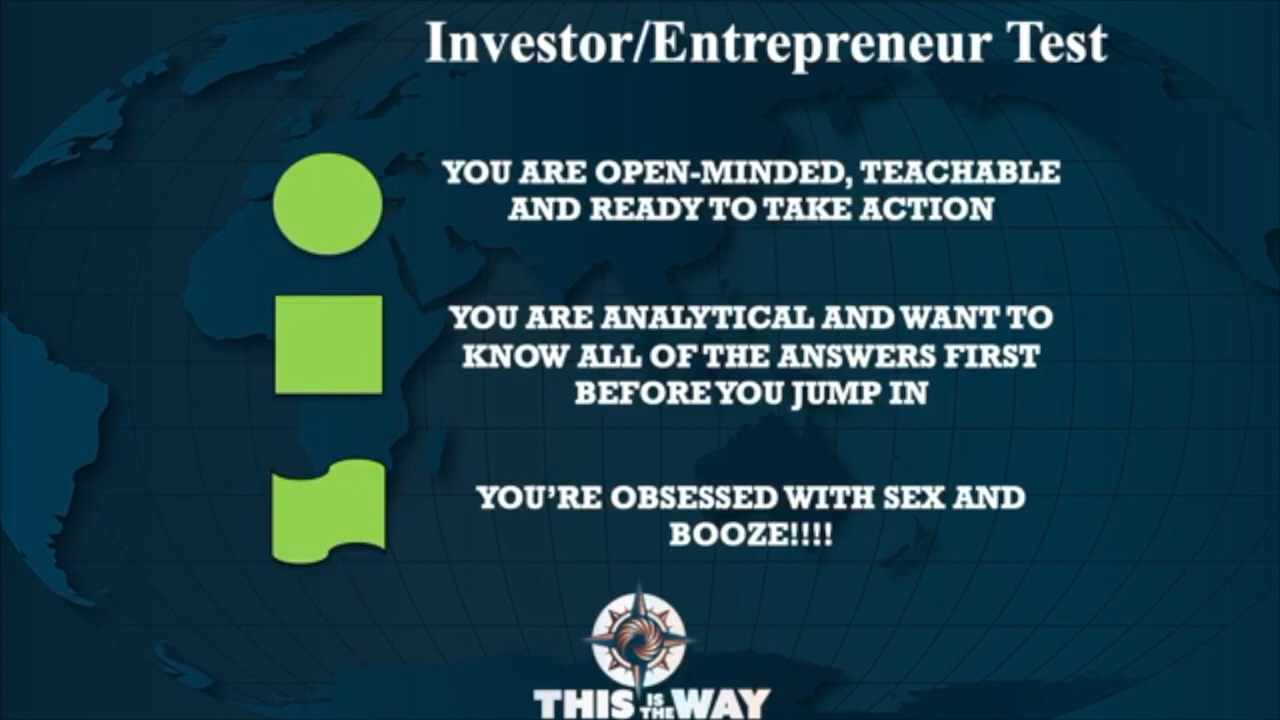 Investor/Entrepreneur Test
YOU ARE OPEN-MINDED, TEACHABLE
AND READY TO TAKE ACTION
YOU ARE ANALYTICAL AND WANT TO
KNOW ALL OF THE ANSWERS FIRST
BEFORE YOU JUMP IN
YOU'RE OBSESSED WITH SEX AND
BOOZE!!!!
THIS IS THE WAY